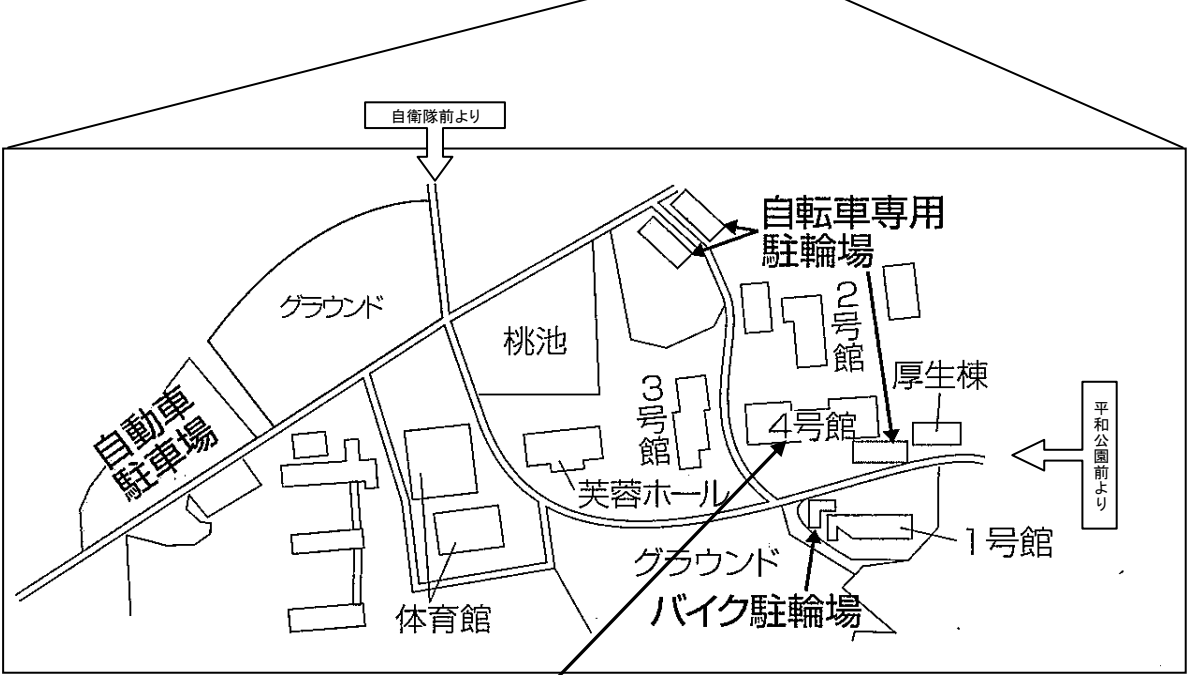 自衛隊前より
自転車専用
駐輪場
グラウンド
桃池
2号館
厚生棟
平和公園前より
自動車
駐車場
3号館
4号館
芙蓉ホール
1号館
グラウンド
体育館
バイク駐輪場